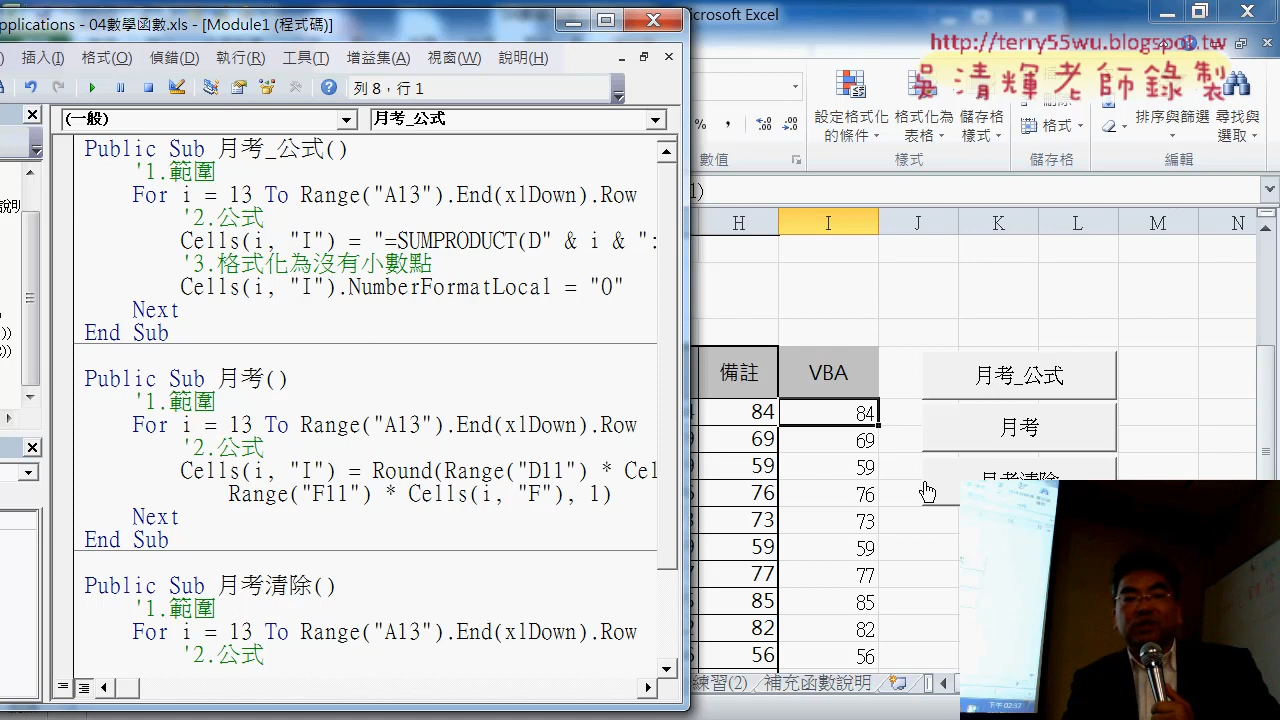 pplications - 04數學函數.xls - [Module1 (程式碼)]
插入(I) 格式(O) 偵錯(D) 執行(R) 工具(T) 增益集(A) 視窗(W) 說明(H)
列 8，行 1
(一般)
月考_公式
Public Sub 月考_公式()
'1.範圍
For i = 13 To Range("A13").End(xlDown).Row
'2.公式
Cells(i, "I") = "=SUMPRODUCT(D" & i & ":
'3.格式化為沒有小數點
Cells(i, "I").NumberFormatLocal = "0"
Next
End Sub
Public Sub 月考()
'1.範圍
For i = 13 To Range("A13").End(xlDown).Row
'2.公式
Cells(i, "I") = Round(Range("D11") * Cel
Range("F11") * Cells(i, "F"), 1)
Next
End Sub
Public Sub 月考清除()
'1.範圍
For i = 13 To Range("A13").End(xlDown).Row
'2.公式
crosoft Excel
http://terry55wu.blogspot.tw
吳清輝老師錄製
設定格式化的條件
格式化為表格
儲存格樣式
格式
排序與篩選
尋找與選取
數值
樣式
儲存格
編輯
H I J K L M N
備註 VBA
84 84
69 69
59 59
76 76
73 73
59 59
77 77
85 85
82 82
56 56
月考_公式
月考
月考清除
練習(2) 補充函數說明
下午 02:37